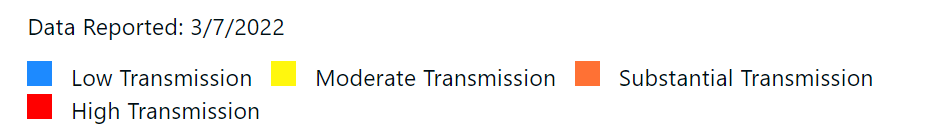 Data Reported: 3/7/2022
Low Transmission Moderate Transmission Substantial Transmission
High Transmission